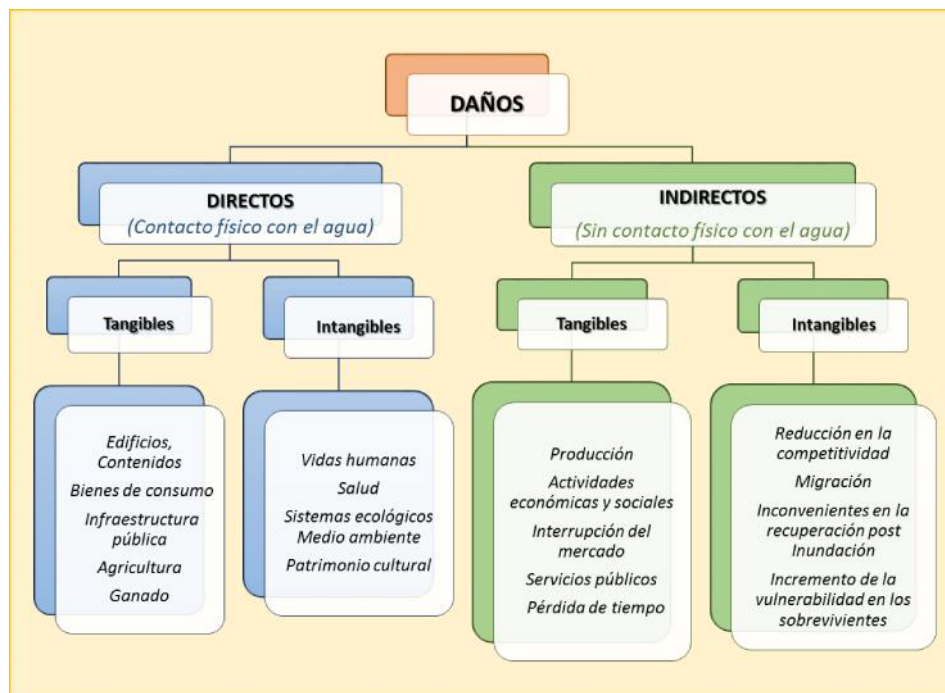 DAÑOS
DIRECTOS
(Contacto físico con el agua)
INDIRECTOS
(Sin contacto físico con el agua)
Tangibles
Intangibles
Tangibles
Intangibles
Edificios,
Contenidos
Bienes de consumo
Infraestructura
pública
Agricultura
Ganado
Vidas humanas
Salud
Sistemas ecológicos
Medio ambiente
Patrimonio cultural
Producción
Actividades
económicas y sociales
Interrupción del
mercado
Servicios públicos
Pérdida de tiempo
Reducción en la
competitividad
Migración
Inconvenientes en la
recuperación post
Inundación
Incremento de la
vulnerabilidad en los
sobrevivientes